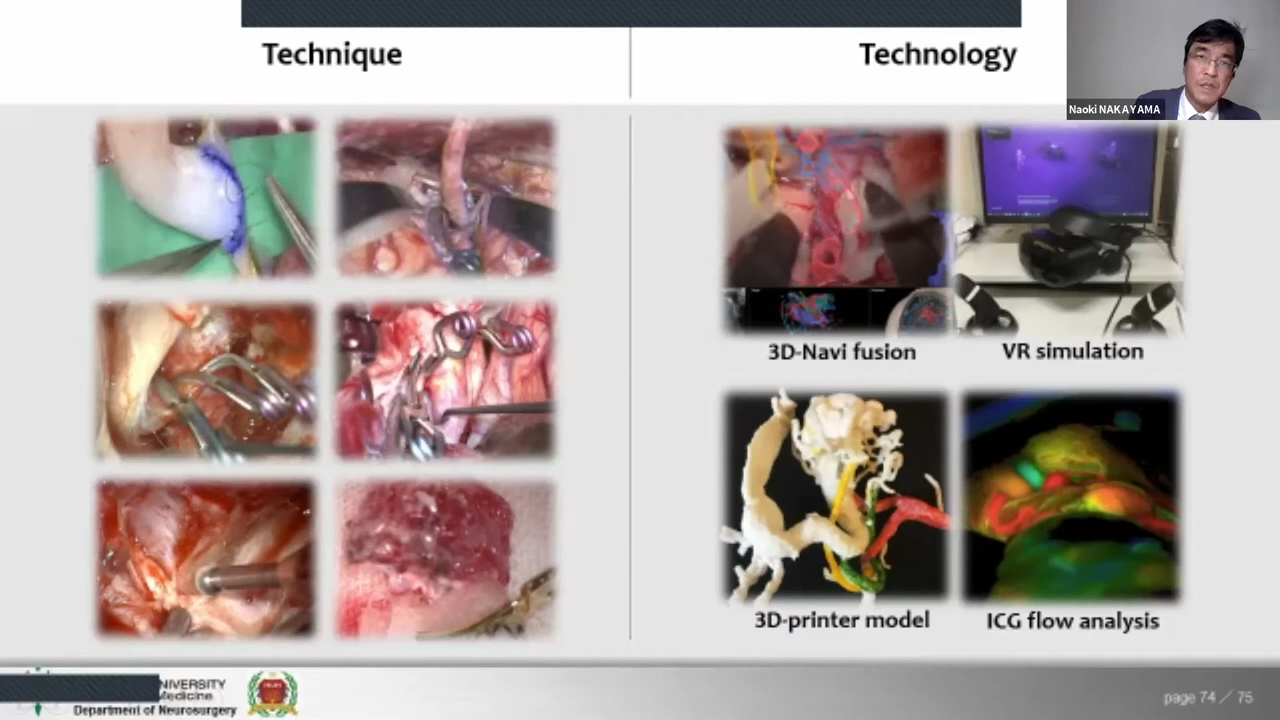 Technique
Technology
Naoki NAKAYAMA
3D-Navi fusion
VR simulation
3D-printer model
ICG flow analysis
NIVERSITY
Medicine
Department of Neurosurgery
page 74 / 75